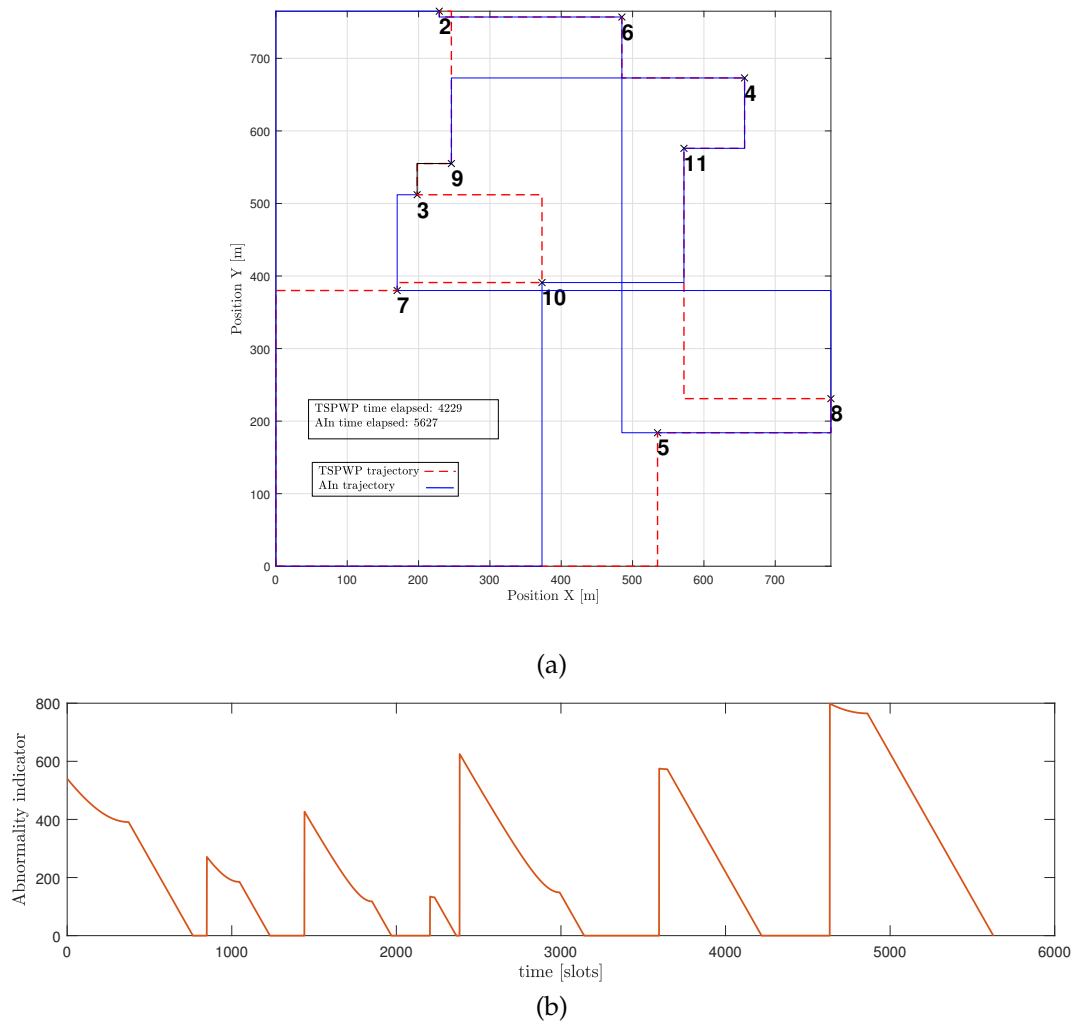 2
6
700
4
600
11
9
500
3
Position Y [m]
400
10
7
300
8
TSPWP time elapsed: 4229
AIn time elapsed: 5627
200
5
TSPWP trajectory
AIn trajectory
100
0
0 100 200 300 400 500 600 700
Position X [m]
(a)
800
600
400
200
0
Abnormality indicator
0 1000 2000 3000 4000 5000 6000
time [slots]
(b)